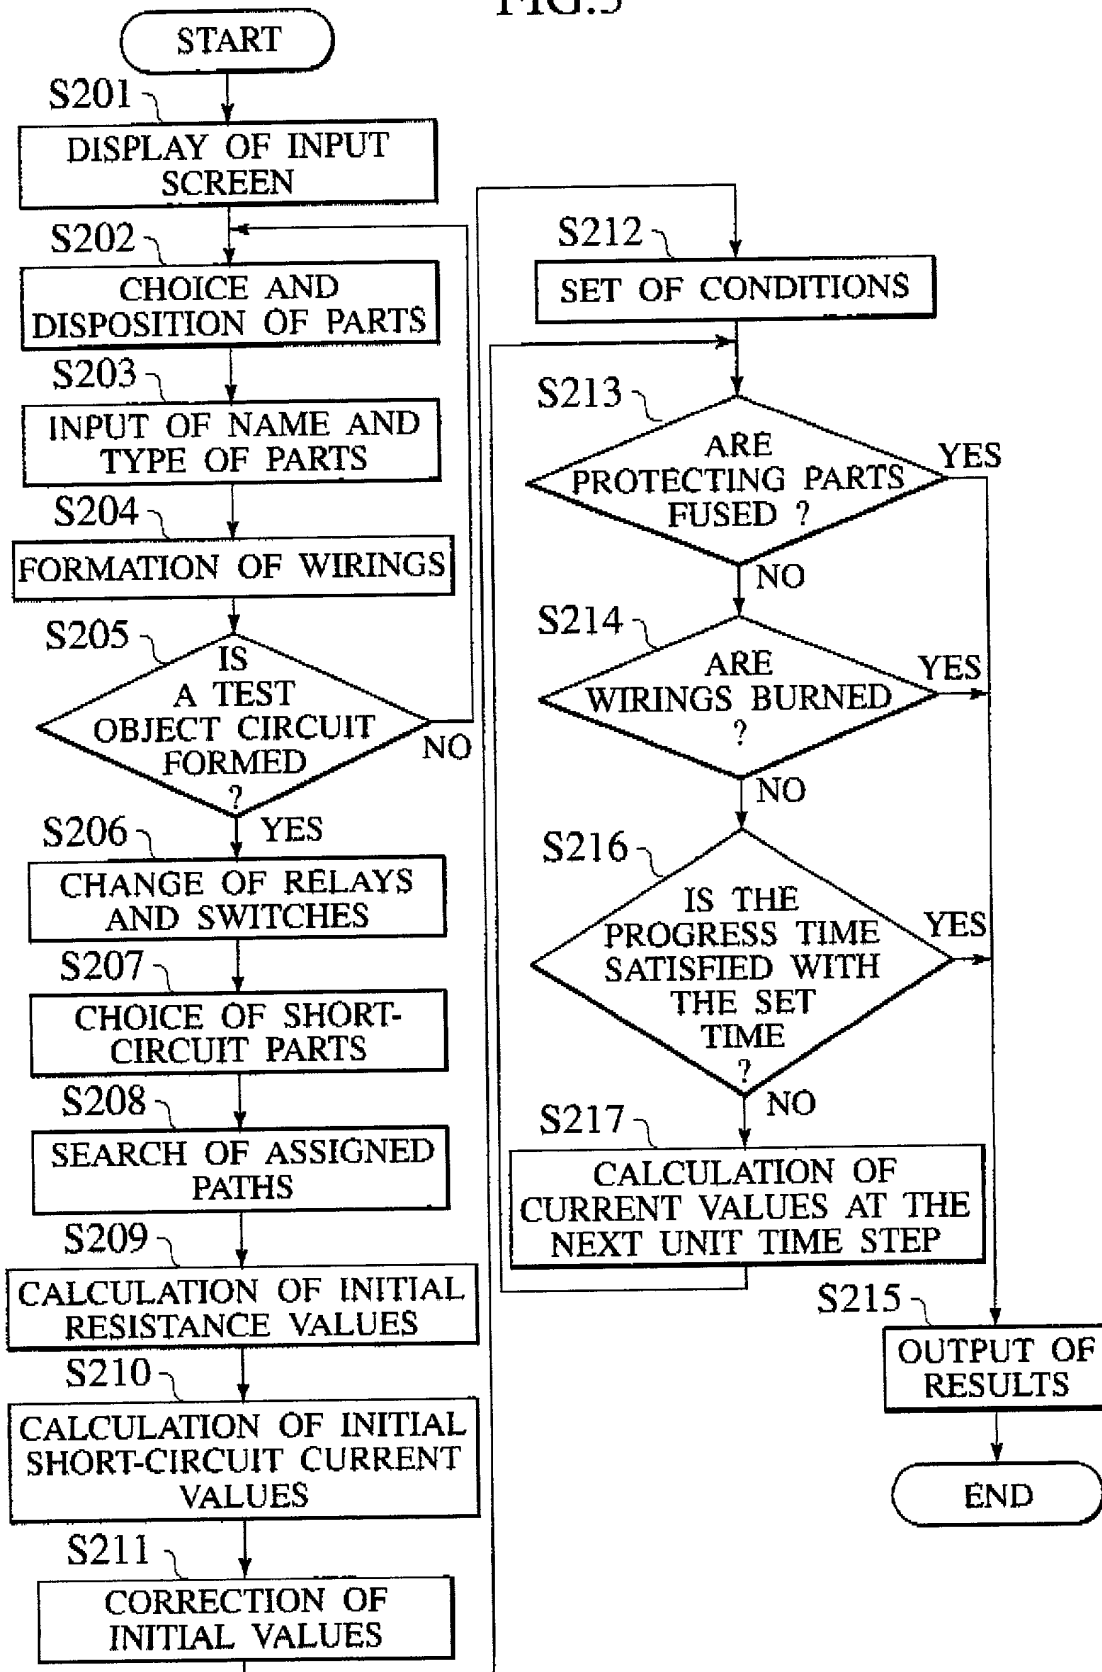 FIG.5
START
S201
DISPLAY OF INPUT
SCREEN
S202
CHOICE AND
DISPOSITION OF PARTS
S203
INPUT OF NAME AND
TYPE OF PARTS
S204
FORMATION OF WIRINGS
S205
IS
A TEST
OBJECT CIRCUIT
FORMED
?
NO
YES
S206
CHANGE OF RELAYS
AND SWITCHES
S207
CHOICE OF SHORT-
CIRCUIT PARTS
S208
SEARCH OF ASSIGNED
PATHS
S209
CALCULATION OF INITIAL
RESISTANCE VALUES
S210
CALCULATION OF INITIAL
SHORT-CIRCUIT CURRENT
VALUES
S211
CORRECTION OF
INITIAL VALUES
S212
SET OF CONDITIONS
S213
ARE
PROTECTING PARTS
FUSED ?
YES
NO
S214
ARE
WIRINGS BURNED
?
YES
NO
S216
IS THE
PROGRESS TIME
SATISFIED WITH
THE SET
TIME
?
YES
NO
S217
CALCULATION OF
CURRENT VALUES AT THE
NEXT UNIT TIME STEP
S215
OUTPUT OF
RESULTS
END